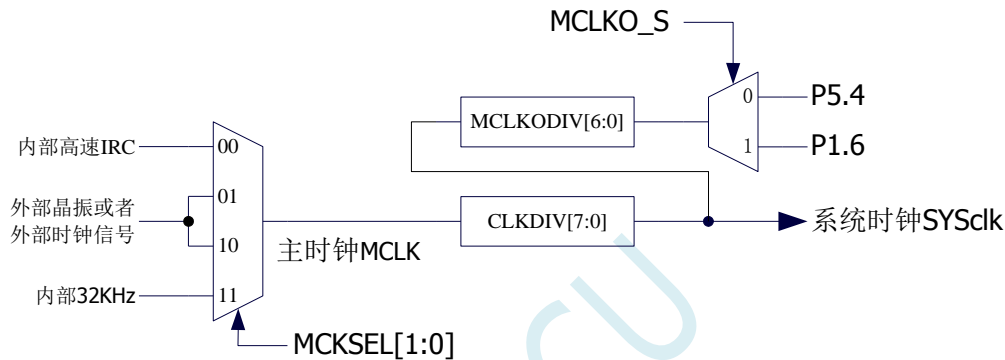 MCLKO_S
MCLKODIV[6:0]
0
P5.4
1
P1.6
内部高速IRC
00
外部晶振或者
外部时钟信号
01
10
主时钟MCLK
CLKDIV[7:0]
系统时钟SYSclk
内部32KHz
11
MCKSEL[1:0]
CU